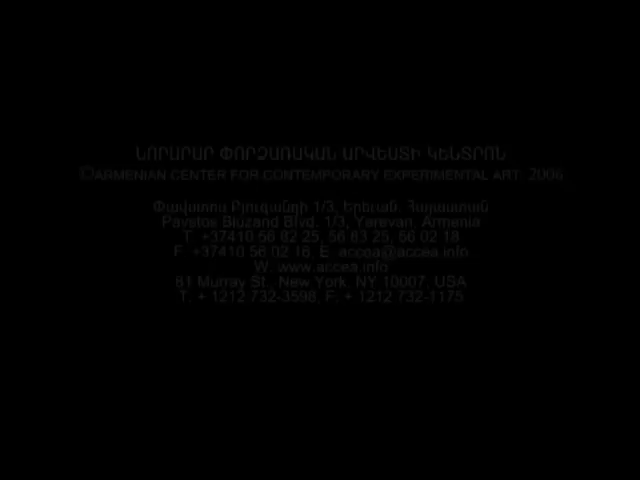 ՆՈՐԱՐԱՐ ՓՈՐՁԱՌԱԿԱՆ ԱՐՎԵՍՏԻ ԿԵՆՏՐՈՆ
©ARMENIAN CENTER FOR CONTEMPORARY EXPERIMENTAL ART, 2006
Փավստոս Բյուզանդի 1/3, Երևան, Հայաստան
Pavstos Biuzand Blvd. 1/3, Yerevan, Armenia
T. +37410 56 82 25, 56 83 25, 56 02 18
F. +37410 56 02 16, E. accea@accea.info
W. www.accea.info
81 Murray St., New York, NY 10007, USA
T. + 1212 732-3598, F. + 1212 732-1175